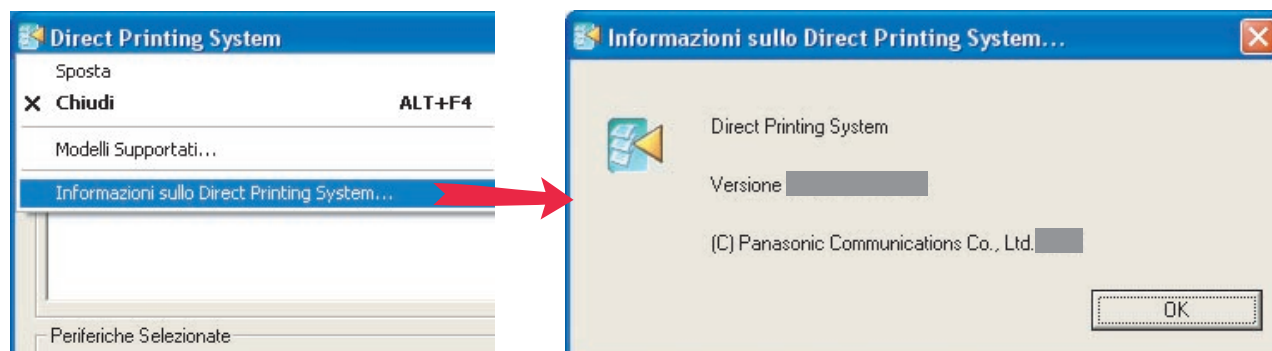 Direct Printing System
Sposta
Chiudi ALT+F4
Modelli Supportati...
Informazioni sullo Direct Printing System...
Periferiche Selezionate
Informazioni sullo Direct Printing System...
Direct Printing System
Versione
(C) Panasonic Communications Co., Ltd.
OK